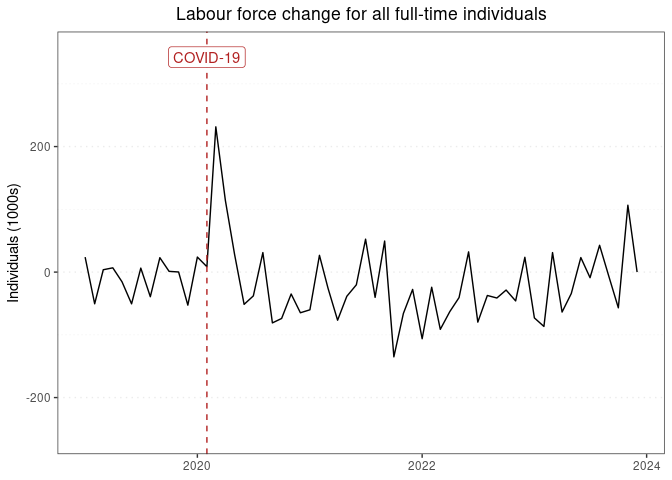 Labour force change for all full-time individuals
COVID-19
Individuals (1000s)
200
0
-200
2020
2022
2024